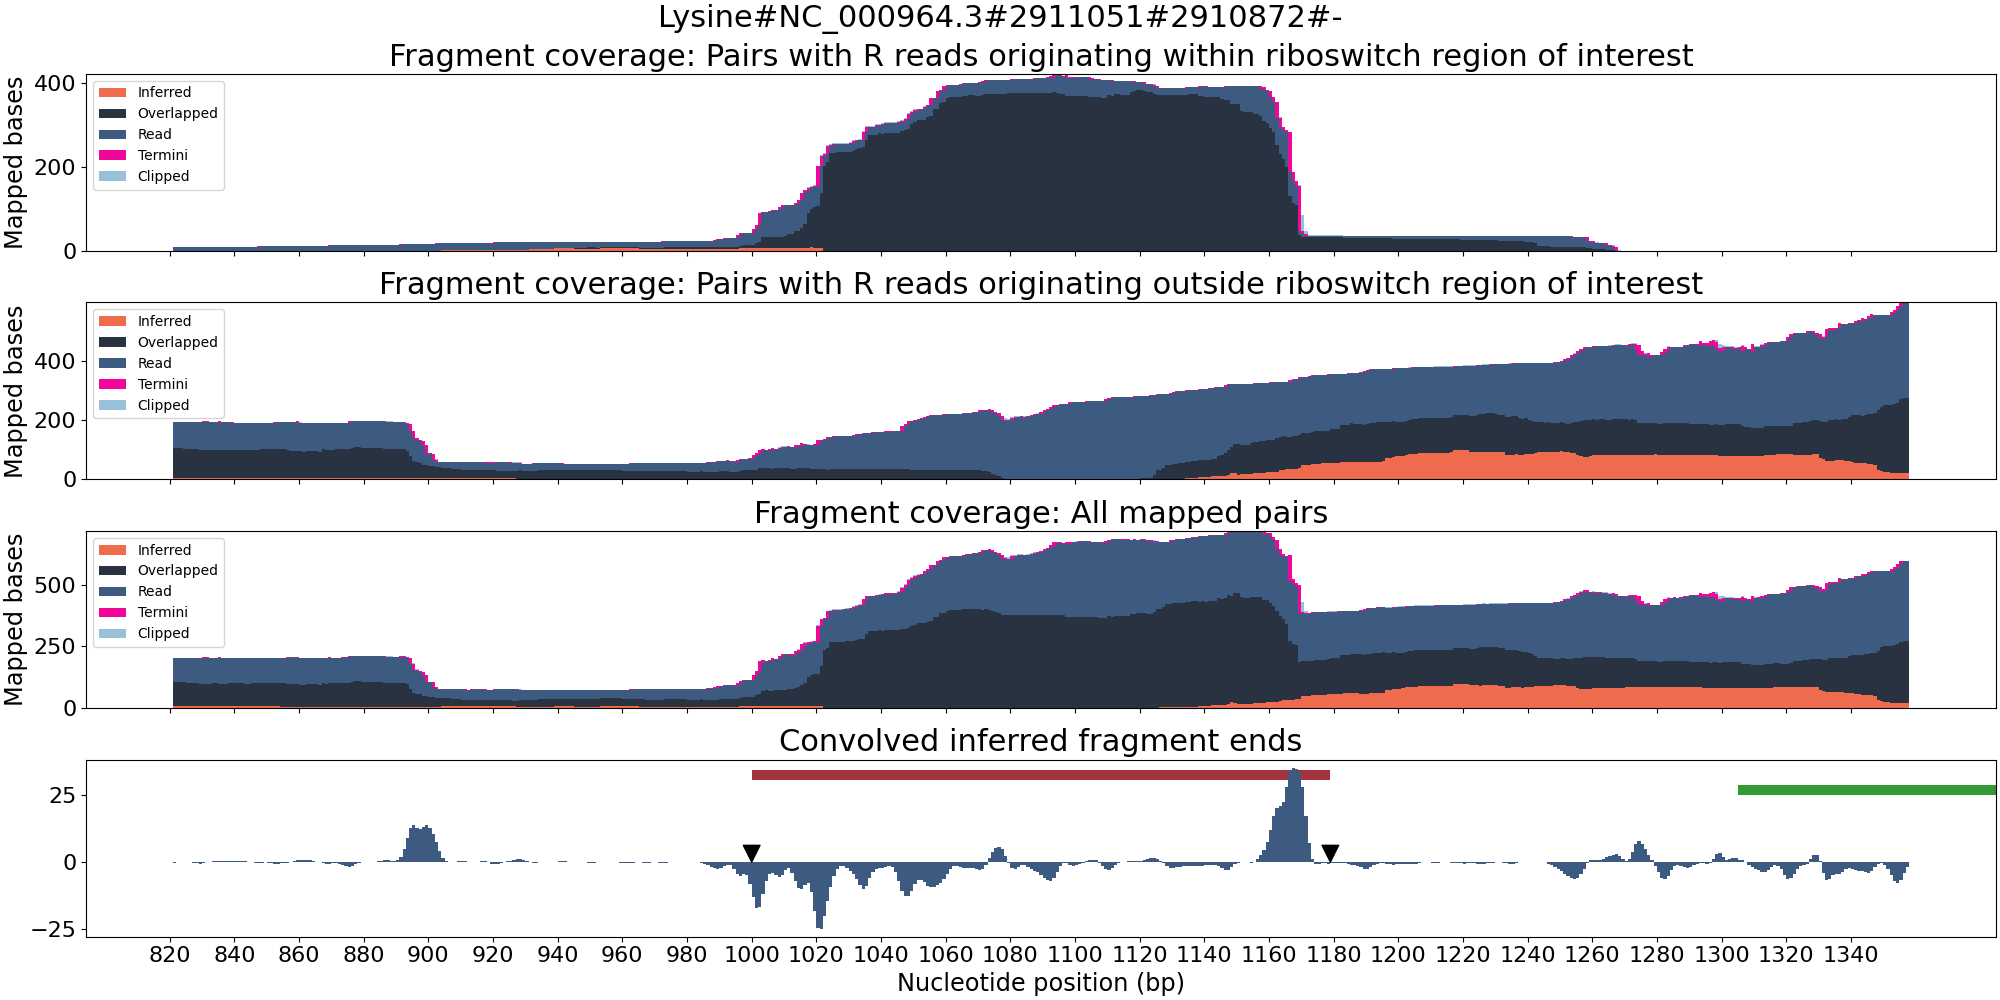 Lysine#NC_000964.3#2911051#2910872#-
Fragment coverage: Pairs with R reads originating within riboswitch region of interest
Mapped bases
400
200
0
Inferred
Overlapped
Read
Termini
Clipped
Fragment coverage: Pairs with R reads originating outside riboswitch region of interest
Mapped bases
400
200
0
Inferred
Overlapped
Read
Termini
Clipped
Fragment coverage: All mapped pairs
Mapped bases
500
250
0
Inferred
Overlapped
Read
Termini
Clipped
Convolved inferred fragment ends
25
0
−25
820 840 860 880 900 920 940 960 980 1000 1020 1040 1060 1080 1100 1120 1140 1160 1180 1200 1220 1240 1260 1280 1300 1320 1340
Nucleotide position (bp)